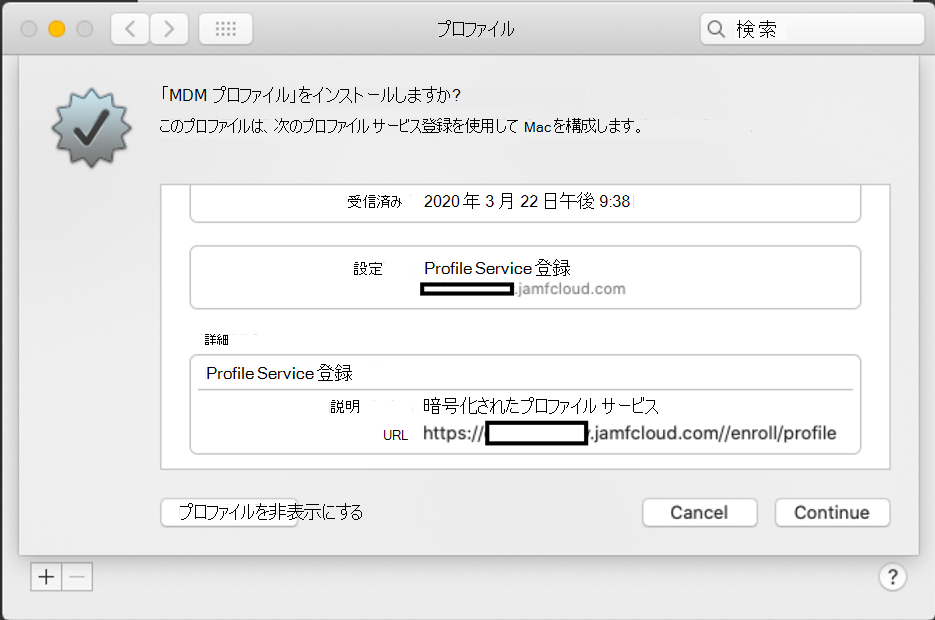 プロファイル
検索
「MDM プロファイル」をインストールしますか?
このプロファイルは、次のプロファイル サービス登録を使用して Macを構成します。
受信済み 2020 年 3 月 22 日午後 9:38
設定 Profile Service 登録
.jamfcloud.com
詳細
Profile Service 登録
説明 暗号化されたプロファイル サービス
URL https://.jamfcloud.com//enroll/profile
プロファイルを非表示にする
Cancel
Continue
+ −
?